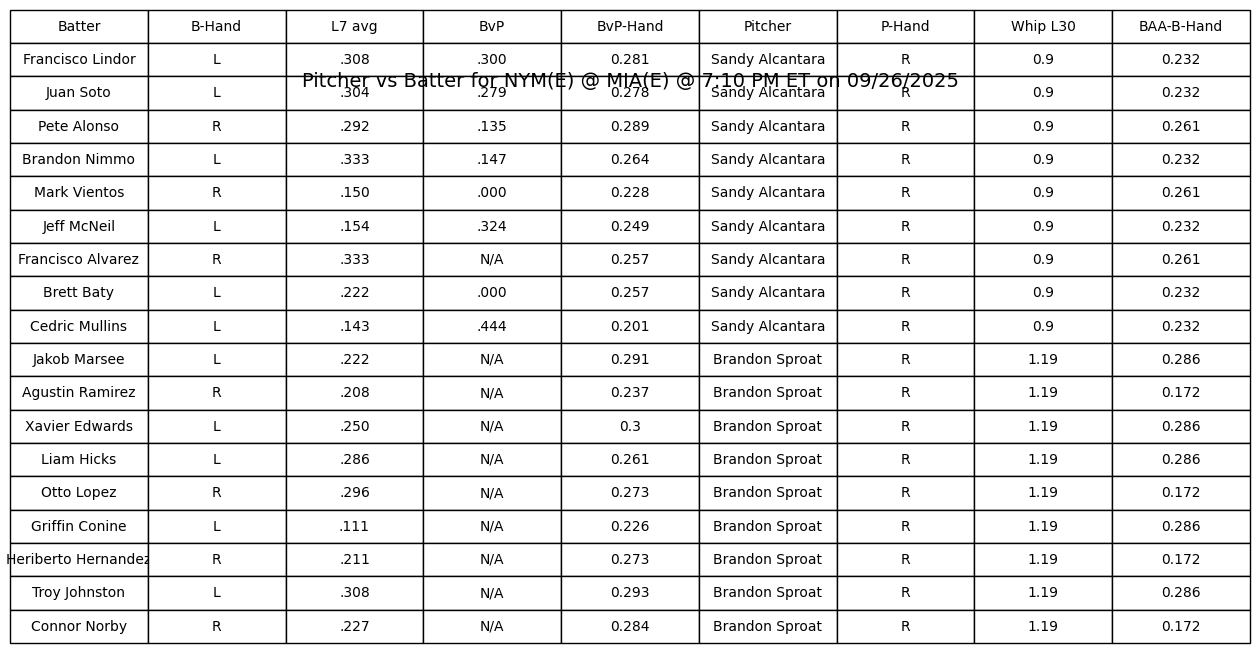 Batter B-Hand L7 avg BvP BvP-Hand Pitcher P-Hand Whip L30 BAA-B-Hand
Francisco Lindor L .308 .300 0.281 Sandy Alcantara R 0.9 0.232
Pitcher vs Batter for NYM(E) @ MIA(E) @ 7:10 PM ET on 09/26/2025
Juan Soto L .304 .279 0.278 Sandy Alcantara R 0.9 0.232
Pete Alonso R .292 .135 0.289 Sandy Alcantara R 0.9 0.261
Brandon Nimmo L .333 .147 0.264 Sandy Alcantara R 0.9 0.232
Mark Vientos R .150 .000 0.228 Sandy Alcantara R 0.9 0.261
Jeff McNeil L .154 .324 0.249 Sandy Alcantara R 0.9 0.232
Francisco Alvarez R .333 N/A 0.257 Sandy Alcantara R 0.9 0.261
Brett Baty L .222 .000 0.257 Sandy Alcantara R 0.9 0.232
Cedric Mullins L .143 .444 0.201 Sandy Alcantara R 0.9 0.232
Jakob Marsee L .222 N/A 0.291 Brandon Sproat R 1.19 0.286
Agustin Ramirez R .208 N/A 0.237 Brandon Sproat R 1.19 0.172
Xavier Edwards L .250 N/A 0.3 Brandon Sproat R 1.19 0.286
Liam Hicks L .286 N/A 0.261 Brandon Sproat R 1.19 0.286
Otto Lopez R .296 N/A 0.273 Brandon Sproat R 1.19 0.172
Griffin Conine L .111 N/A 0.226 Brandon Sproat R 1.19 0.286
Heriberto Hernandez R .211 N/A 0.273 Brandon Sproat R 1.19 0.172
Troy Johnston L .308 N/A 0.293 Brandon Sproat R 1.19 0.286
Connor Norby R .227 N/A 0.284 Brandon Sproat R 1.19 0.172